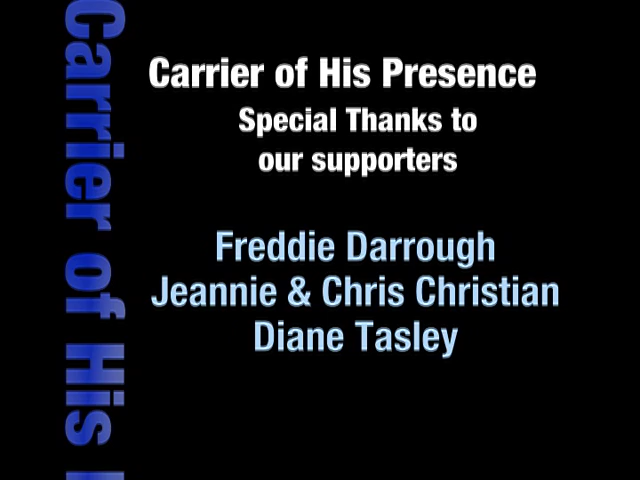 Carrier of His
Carrier of His Presence
Special Thanks to
our supporters
Freddie Darrough
Jeannie & Chris Christian
Diane Tasley